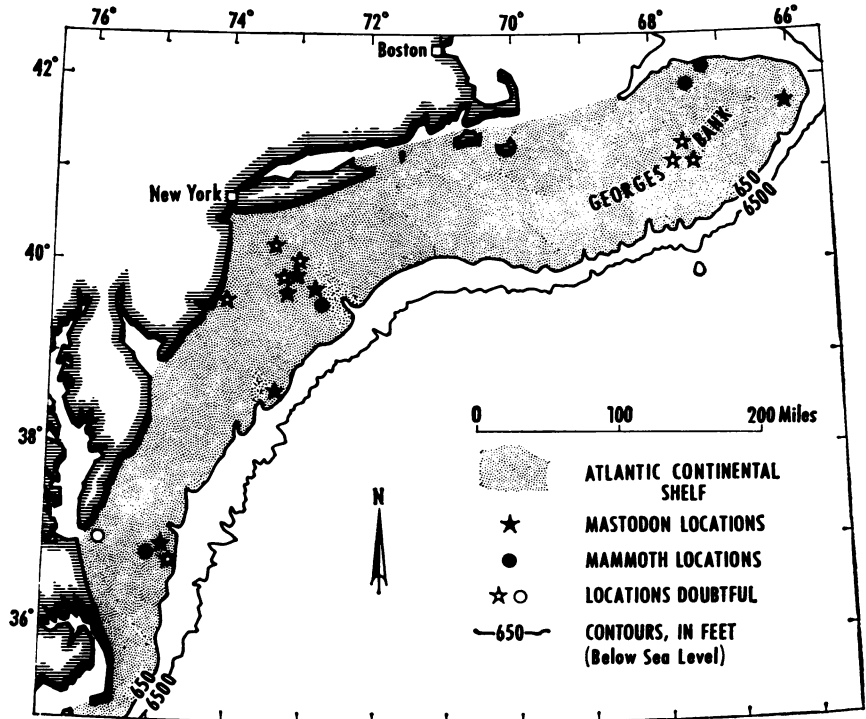 76° 74° 72° 70° 68° 66°
Boston
42°
GEORGES BANK
New York
650
6500
40°
0 100 200 Miles
38°
ATLANTIC CONTINENTAL
SHELF
N
MASTODON LOCATIONS
MAMMOTH LOCATIONS
36°
LOCATIONS DOUBTFUL
650
CONTOURS, IN FEET
(Below Sea Level)
650
6500